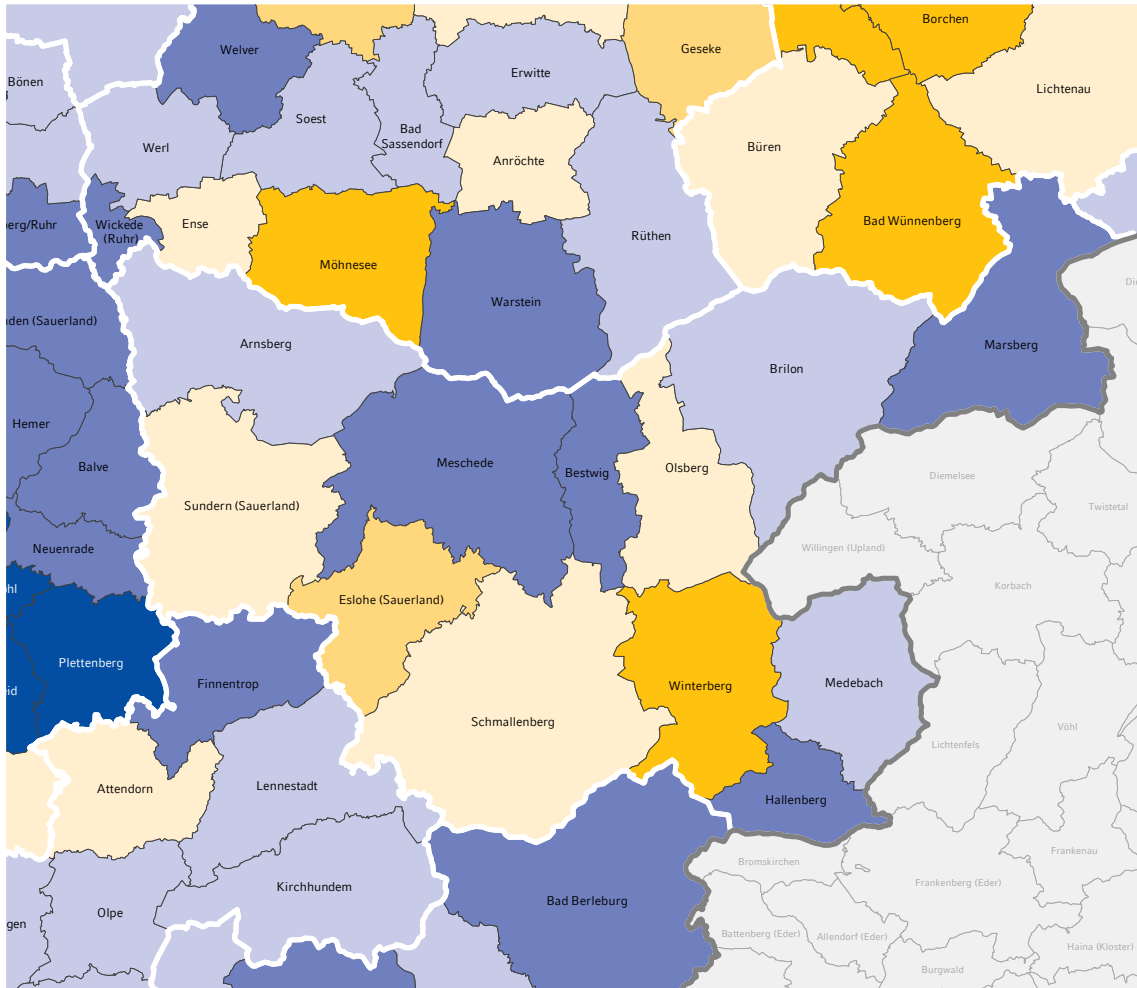 Borchen
Welver
Geseke
Erwitte
Bönen
Lichtenau
Soest
Bad
Sassendorf
Werl
Büren
Anröchte
Wickede
(Ruhr)
Ense
Bad Wünnenberg
Rüthen
Möhnesee
Warstein
Arnsberg
Marsberg
Brilon
Hemer
Balve
Meschede
Bestwig
Olsberg
Diemelsee
Sundern (Sauerland)
Twistetal
Neuenrade
Willingen (Upland)
Korbach
Eslohe (Sauerland)
Plettenberg
Finnentrop
Winterberg
Medebach
Schmallenberg
Vöhl
Lichtenfels
Attendorn
Lennestadt
Hallenberg
Frankenau
Bromskirchen
Kirchhundem
Frankenberg (Eder)
Bad Berleburg
Olpe
Battenberg (Eder)
Allendorf (Eder)
Haina (Kloster)
Burgwald